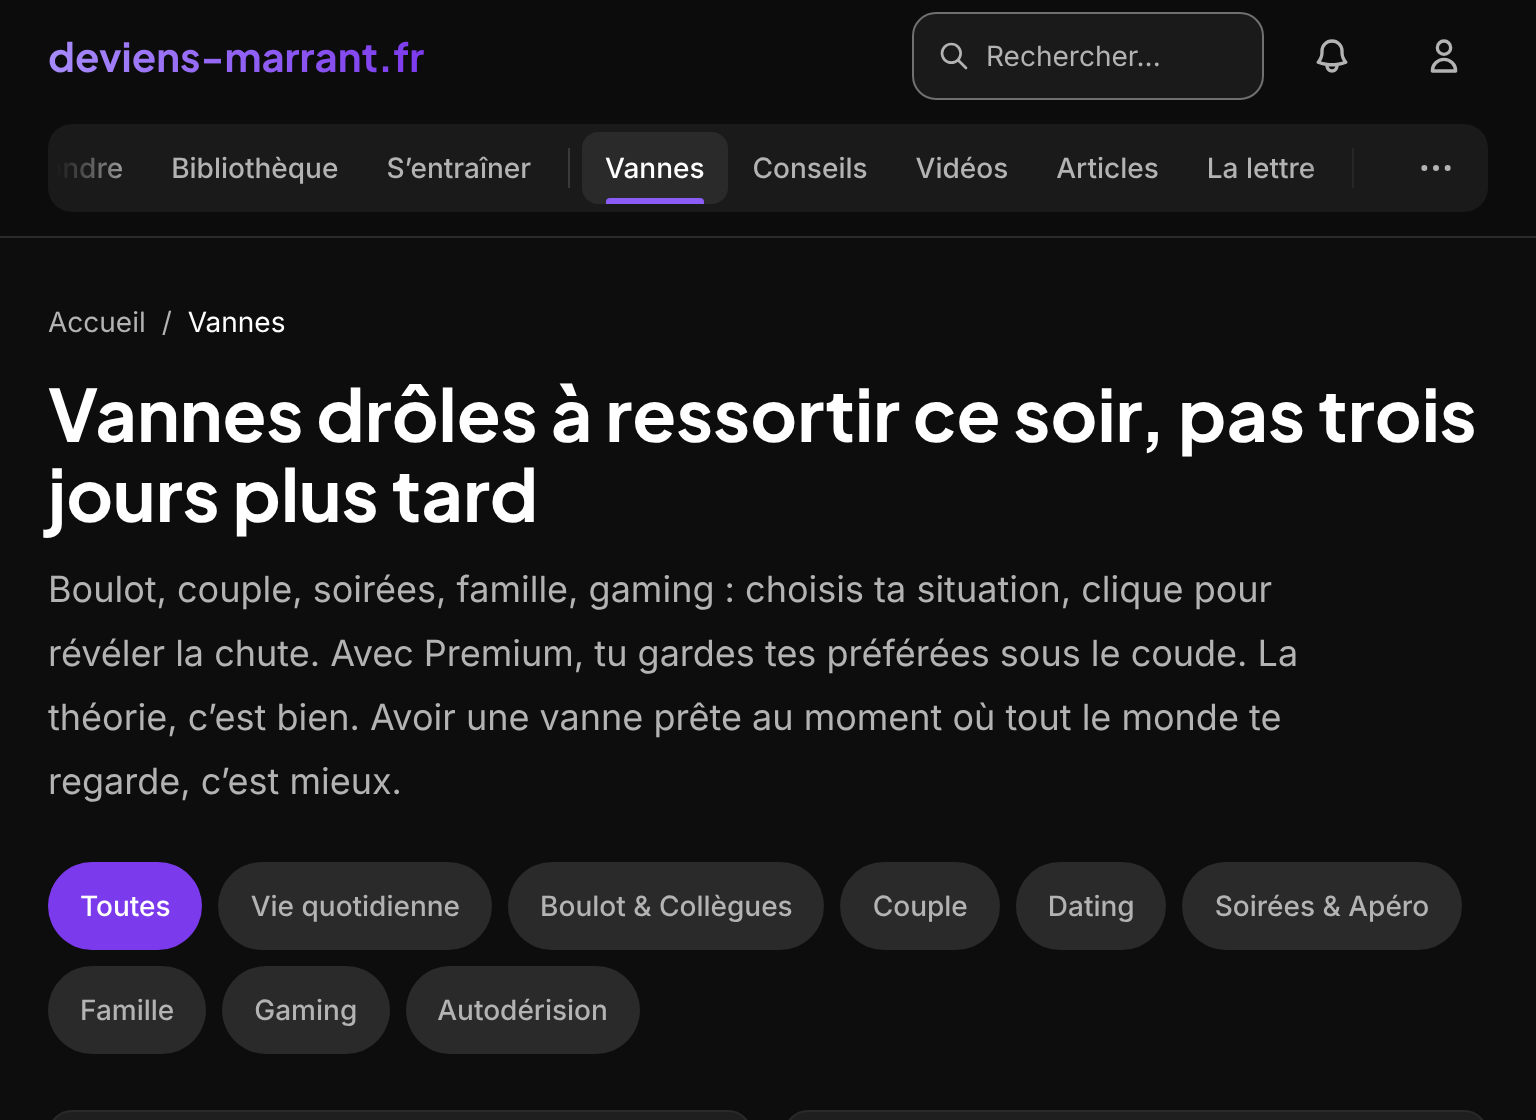 deviens-marrant.fr
Rechercher...
ndre Bibliothèque S’entraîner Vannes Conseils Vidéos Articles La lettre
Accueil / Vannes
Vannes drôles à ressortir ce soir, pas trois
jours plus tard
Boulot, couple, soirées, famille, gaming : choisis ta situation, clique pour
révéler la chute. Avec Premium, tu gardes tes préférées sous le coude. La
théorie, c’est bien. Avoir une vanne prête au moment où tout le monde te
regarde, c’est mieux.
Toutes Vie quotidienne Boulot & Collègues Couple Dating Soirées & Apéro
Famille Gaming Autodérision